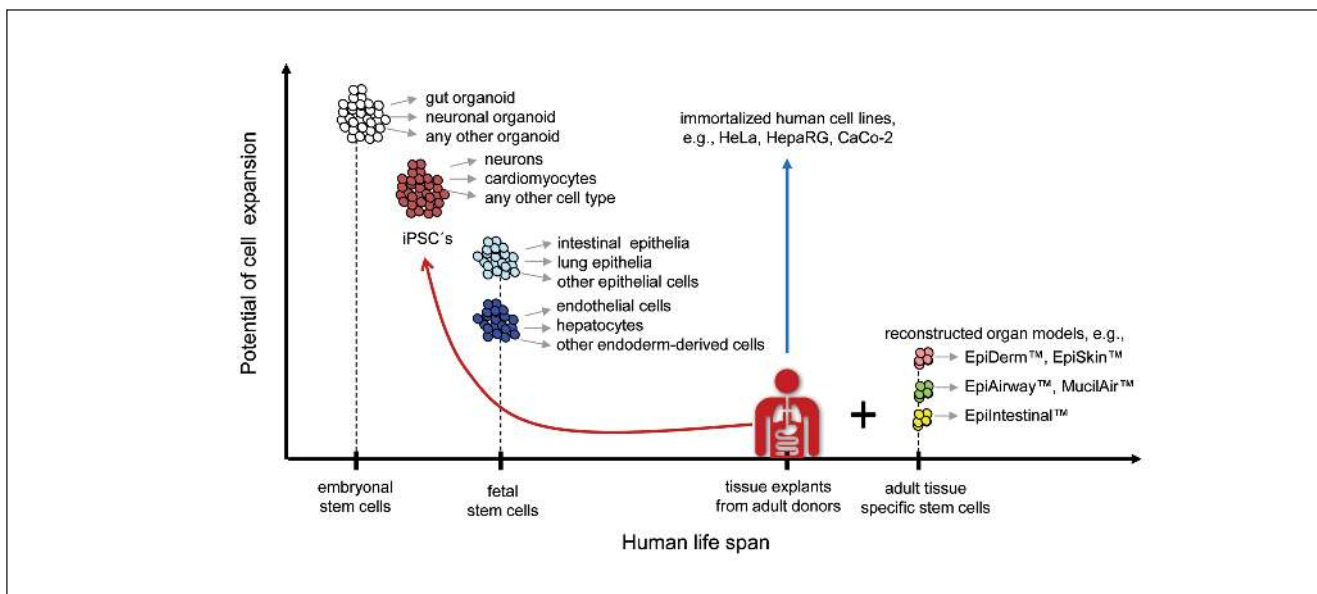 Potential of cell expansion
gut organoid
neuronal organoid
any other organoid
neurons
cardiomyocytes
any other cell type
iPSC´s
intestinal epithelia
lung epithelia
other epithelial cells
endothelial cells
hepatocytes
other endoderm-derived cells
immortalized human cell lines,
e.g., HeLa, HepaRG, CaCo-2
reconstructed organ models, e.g.,
EpiDerm™, EpiSkin™
EpiAirway™, MucilAir™
EpiIntestinal™
+
embryonal
stem cells
fetal
stem cells
tissue explants
from adult donors
adult tissue
specific stem cells
Human life span